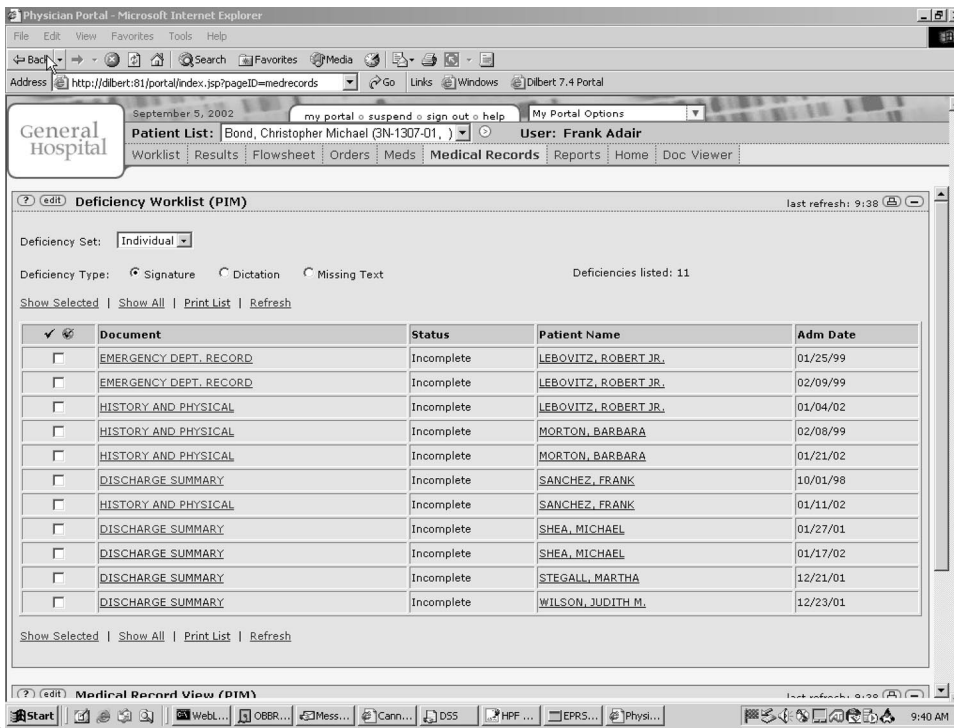 Physician Portal - Microsoft Internet Explorer
File Edit View Favorites Tools Help
Back Search Favorites Media
Address http://dilbert:81/portal/index.jsp?pageID=medrecords Go Links Windows Dilbert 7.4 Portal
September 5, 2002 my portal o suspend o sign out o help My Portal Options
General Hospital
Patient List: Bond, Christopher Michael (3N-1307-01, ) User: Frank Adair
Worklist Results Flowsheet Orders Meds Medical Records Reports Home Doc Viewer
? edit Deficiency Worklist (PIM) last refresh: 9:38
Deficiency Set: Individual
Deficiency Type: Signature Dictation Missing Text Deficiencies listed: 11
Show Selected | Show All | Print List | Refresh
Document Status Patient Name Adm Date
EMERGENCY DEPT. RECORD Incomplete LEBOVITZ, ROBERT JR. 01/25/99
EMERGENCY DEPT. RECORD Incomplete LEBOVITZ, ROBERT JR. 02/09/99
HISTORY AND PHYSICAL Incomplete LEBOVITZ, ROBERT JR. 01/04/02
HISTORY AND PHYSICAL Incomplete MORTON, BARBARA 02/08/99
HISTORY AND PHYSICAL Incomplete MORTON, BARBARA 01/21/02
DISCHARGE SUMMARY Incomplete SANCHEZ, FRANK 10/01/98
HISTORY AND PHYSICAL Incomplete SANCHEZ, FRANK 01/11/02
DISCHARGE SUMMARY Incomplete SHEA, MICHAEL 01/27/01
DISCHARGE SUMMARY Incomplete SHEA, MICHAEL 01/17/02
DISCHARGE SUMMARY Incomplete STEGALL, MARTHA 12/21/01
DISCHARGE SUMMARY Incomplete WILSON, JUDITH M. 12/23/01
Show Selected | Show All | Print List | Refresh
? edit Medical Record View (PIM) last refresh: 9:38
Start WebL... OBBR... Mess... Cann... DSS HPF ... EPRS... Physi... 9:40 AM